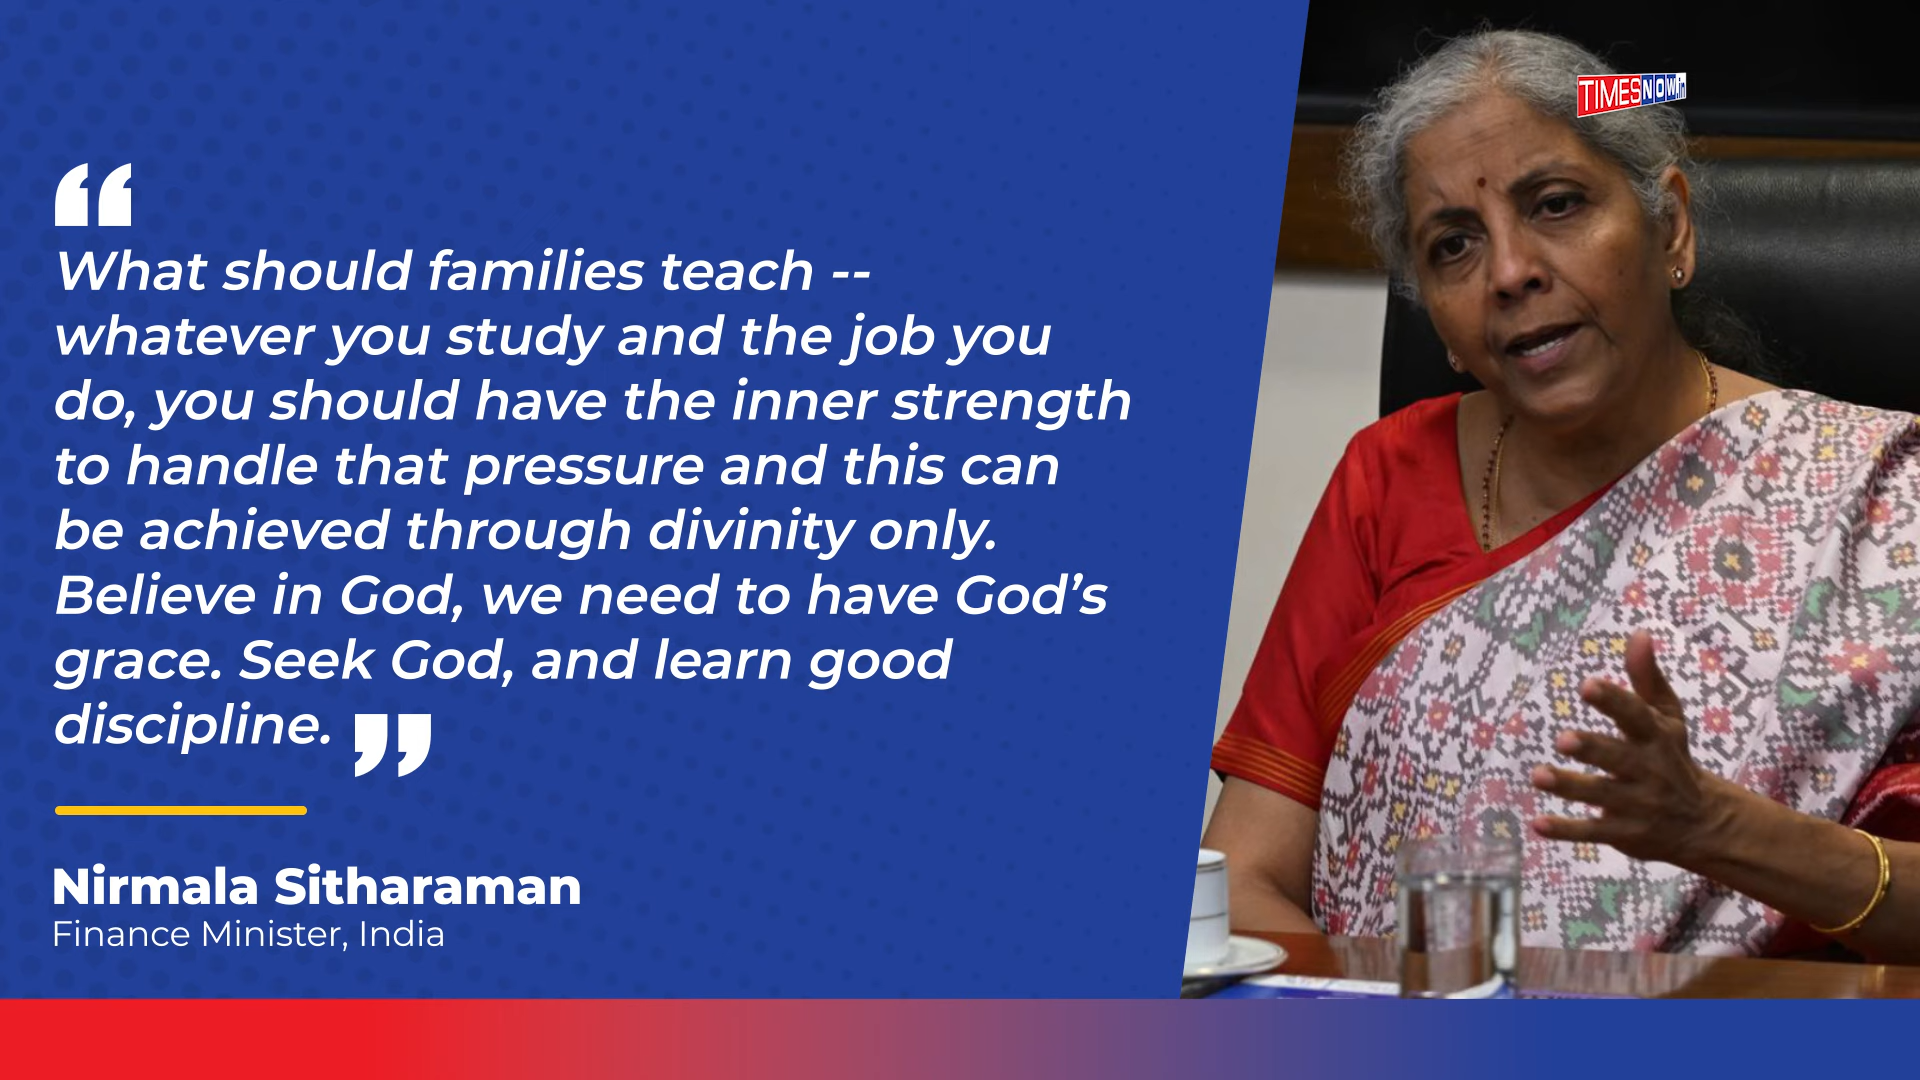 TIMES NOW.in
“
What should families teach --
whatever you study and the job you
do, you should have the inner strength
to handle that pressure and this can
be achieved through divinity only.
Believe in God, we need to have God’s
grace. Seek God, and learn good
discipline. ”
Nirmala Sitharaman
Finance Minister, India